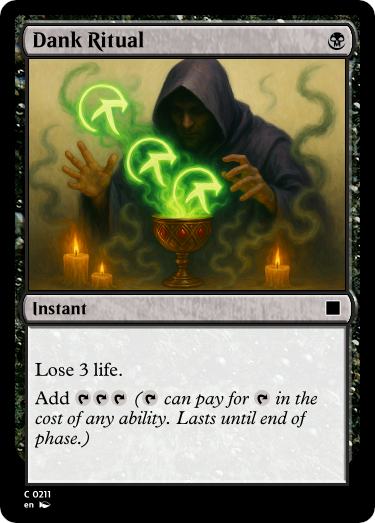 Dank Ritual
Instant
Lose 3 life.
Add (can pay for in the
cost of any ability. Lasts until end of
phase.)
C 0211
en